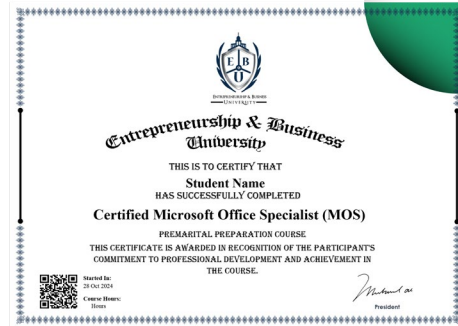 E B
U
ENTREPRENEURSHIP & BUSINESS
UNIVERSITY
Entrepreneurship & Business
University
THIS IS TO CERTIFY THAT
Student Name
HAS SUCCESSFULLY COMPLETED
Certified Microsoft Office Specialist (MOS)
PREMARITAL PREPARATION COURSE
THIS CERTIFICATE IS AWARDED IN RECOGNITION OF THE PARTICIPANT'S
COMMITMENT TO PROFESSIONAL DEVELOPMENT AND ACHIEVEMENT IN
THE COURSE.
Started In:
28 Oct 2024
Course Hours:
Hours
President